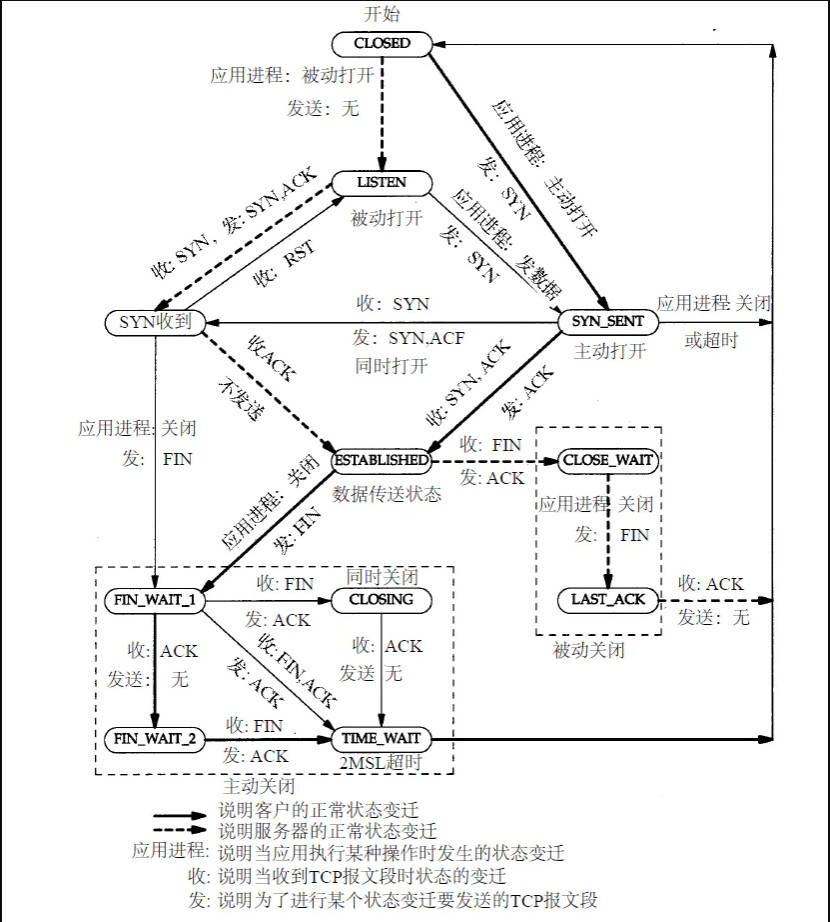 开始
CLOSED
应用进程：被动打开
发送：无
应用进程：主动打开
发：SYN
LISTEN
被动打开
收: SYN，发: SYN,ACK
收：RST
应用进程：发数据
发：SYN
SYN收到
收：SYN
发：SYN,ACF
同时打开
SYN_SENT
主动打开
应用进程 关闭
或超时
收ACK
不发送
收: SYN, ACK
发: ACK
应用进程: 关闭
发: FIN
ESTABLISHED
数据传送状态
收: FIN
发: ACK
CLOSE_WAIT
应用进程 关闭
发: FIN
应用进程：关闭
发: FIN
FIN_WAIT_1
收: FIN
发: ACK
同时关闭
CLOSING
LAST_ACK
收: ACK
发送：无
被动关闭
收: ACK
发送: 无
收: FIN,ACK
发: ACK
收: ACK
发送 无
FIN_WAIT_2
收: FIN
发: ACK
TIME_WAIT
2MSL超时
主动关闭
说明客户的正常状态变迁
说明服务器的正常状态变迁
应用进程: 说明当应用执行某种操作时发生的状态变迁
收: 说明当收到TCP报文段时状态的变迁
发: 说明为了进行某个状态变迁要发送的TCP报文段